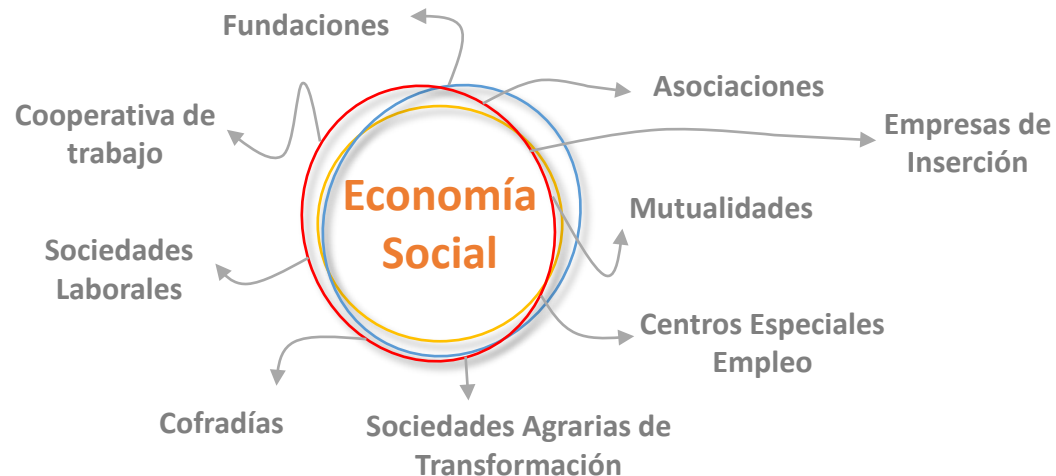 Fundaciones
Asociaciones
Cooperativa de
trabajo
Empresas de
Inserción
Economía
Social
Mutualidades
Sociedades
Laborales
Centros Especiales
Empleo
Cofradías
Sociedades Agrarias de
Transformación